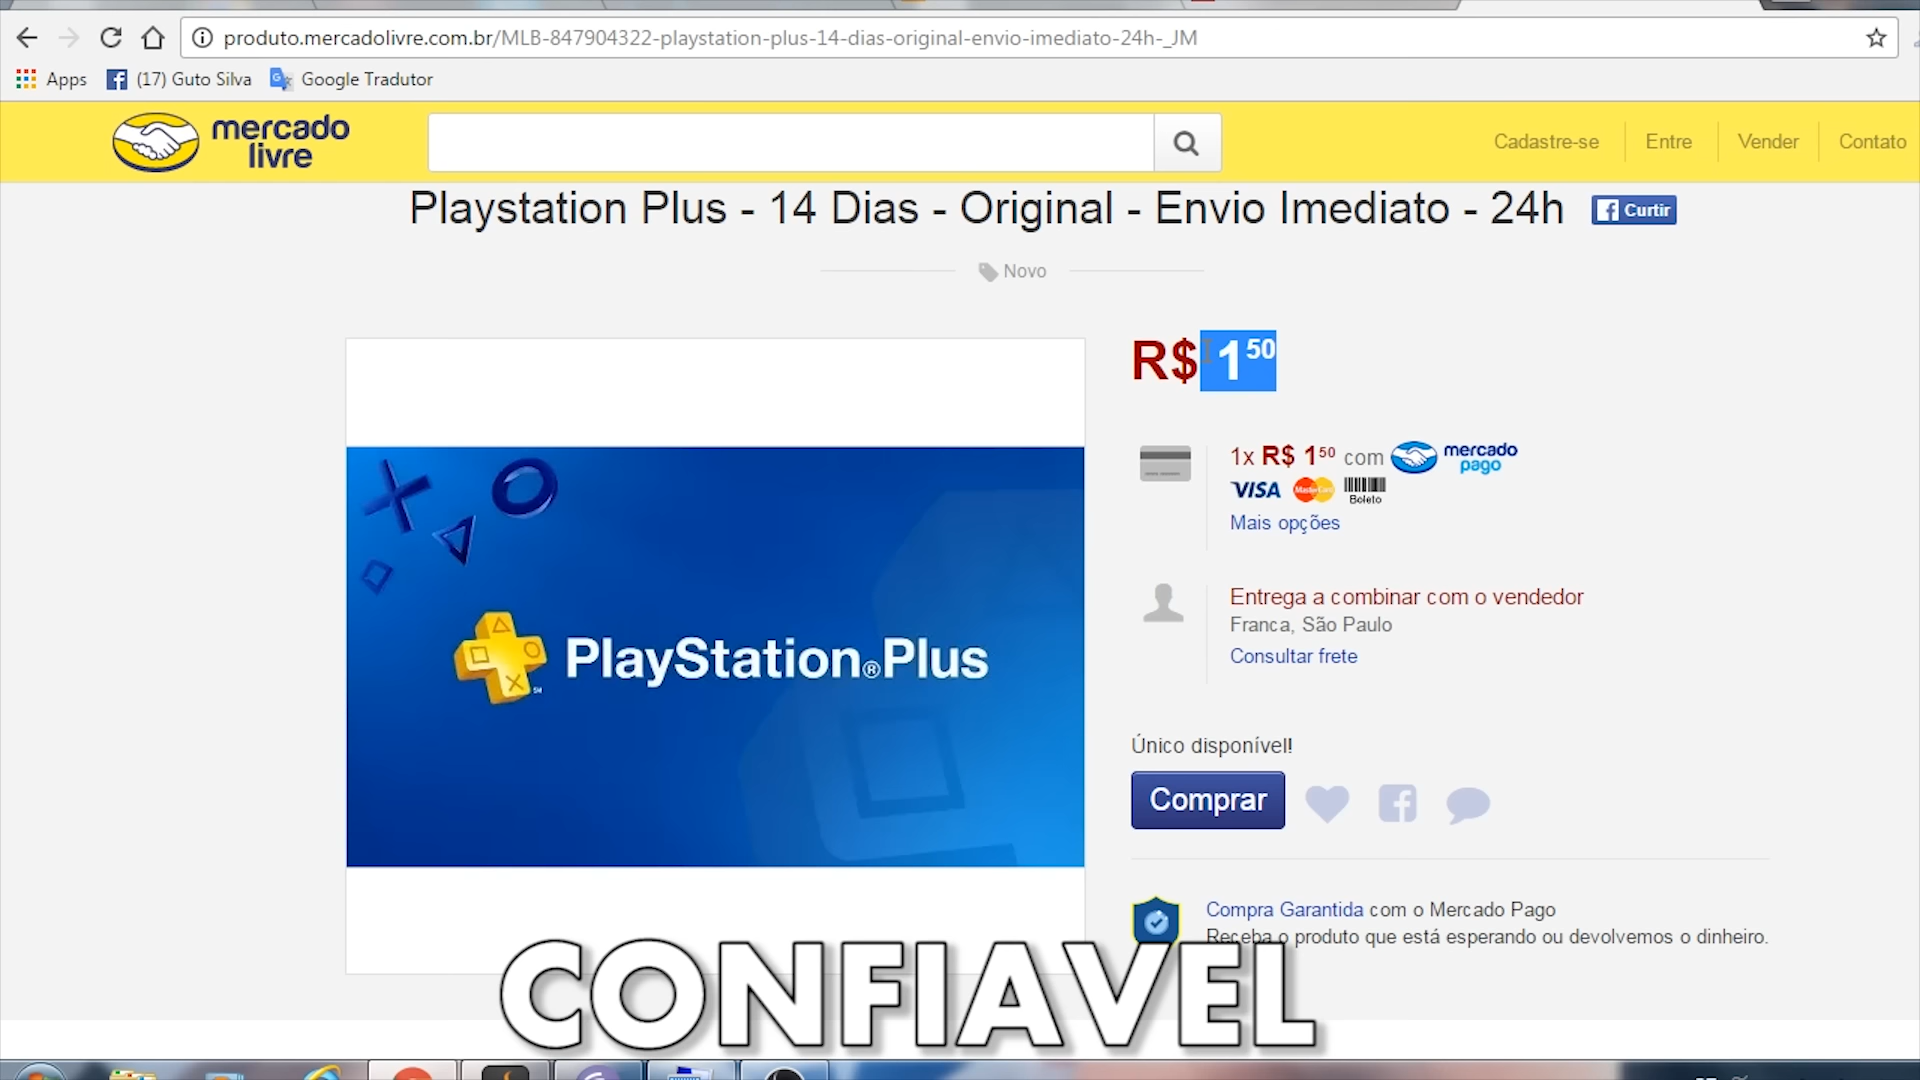 produto.mercadolivre.com.br/MLB-847904322-playstation-plus-14-dias-original-envio-imediato-24h-_JM
Apps (17) Guto Silva Google Tradutor
mercado
livre
Cadastre-se Entre Vender Contato
Playstation Plus - 14 Dias - Original - Envio Imediato - 24h Curtir
Novo
R$ 1 50
1x R$ 1 50 com mercado pago
VISA MasterCard Boleto
Mais opções
Entrega a combinar com o vendedor
Franca, São Paulo
Consultar frete
PlayStation®Plus
Único disponível!
Comprar
Compra Garantida com o Mercado Pago
Receba o produto que está esperando ou devolvemos o dinheiro.
CONFIAVEL